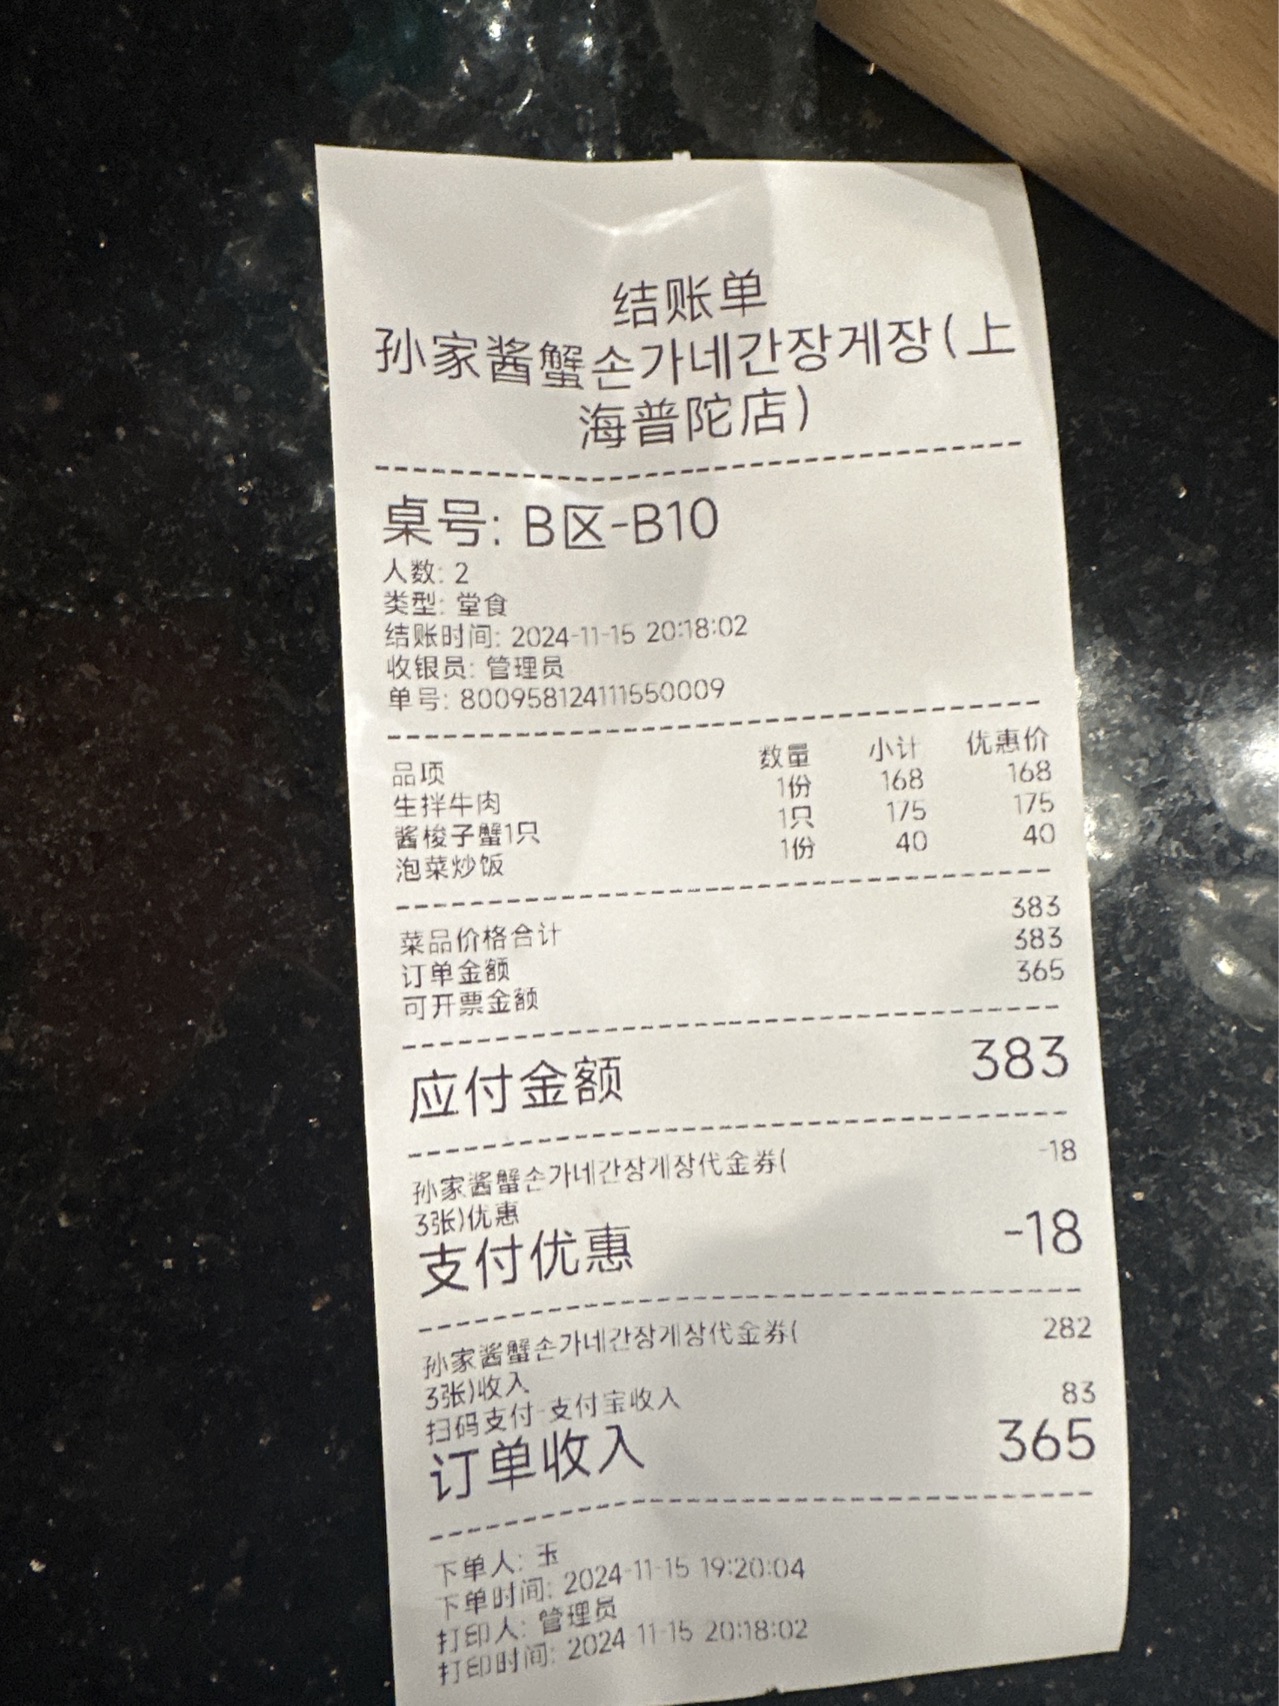 结账单
孙家酱蟹손가네간장게장(上
海普陀店)
桌号: B区-B10
人数: 2
类型: 堂食
结账时间: 2024-11-15 20:18:02
收银员: 管理员
单号: 800958124111550009
品项 数量 小计 优惠价
生拌牛肉 1份 168 168
酱梭子蟹1只 1只 175 175
泡菜炒饭 1份 40 40
菜品价格合计 383
订单金额 383
可开票金额 365
应付金额 383
孙家酱蟹손가네간장게장代金券( -18
3张)优惠
支付优惠 -18
孙家酱蟹손가네간장게장代金券( 282
3张)收入
扫码支付-支付宝收入 83
订单收入 365
下单人: 玉
下单时间: 2024-11-15 19:20:04
打印人: 管理员
打印时间: 2024-11-15 20:18:02